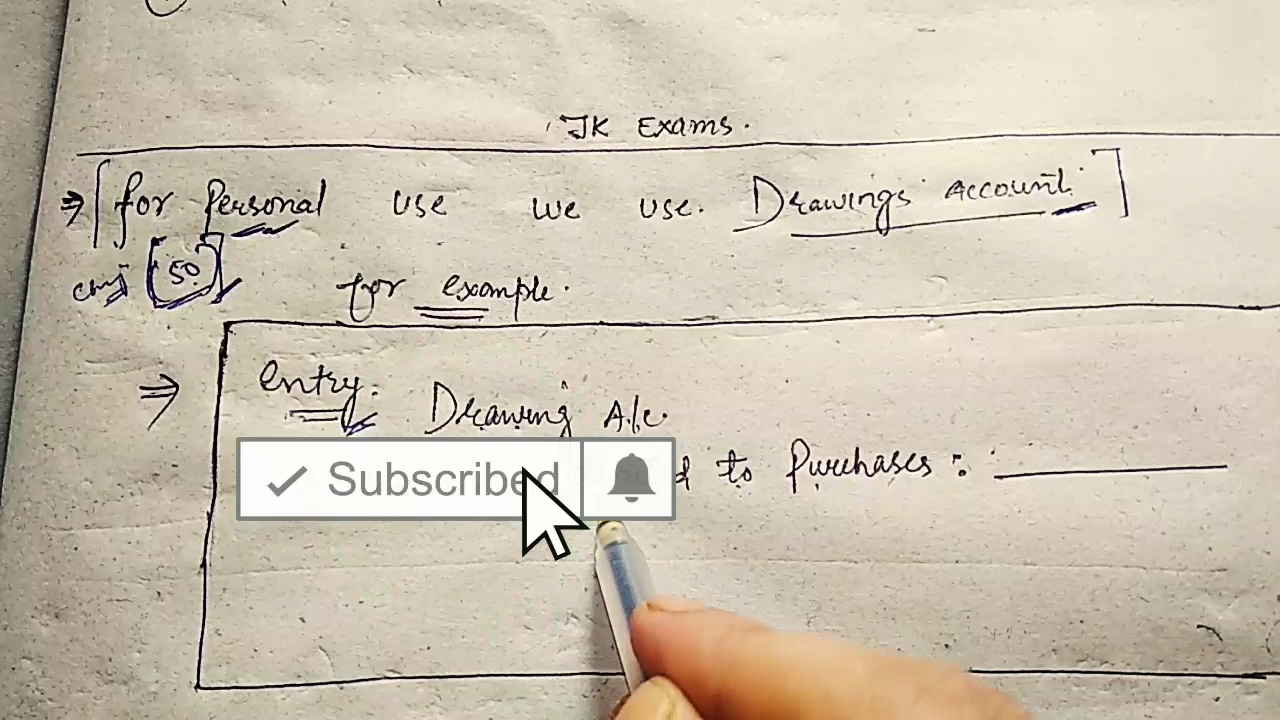 JK Exams.
⇒ [for Personal use we use. Drawings Account]
[50]
for example.
⇒ Entry. Drawing A/c
Subscribed
to Purchases: